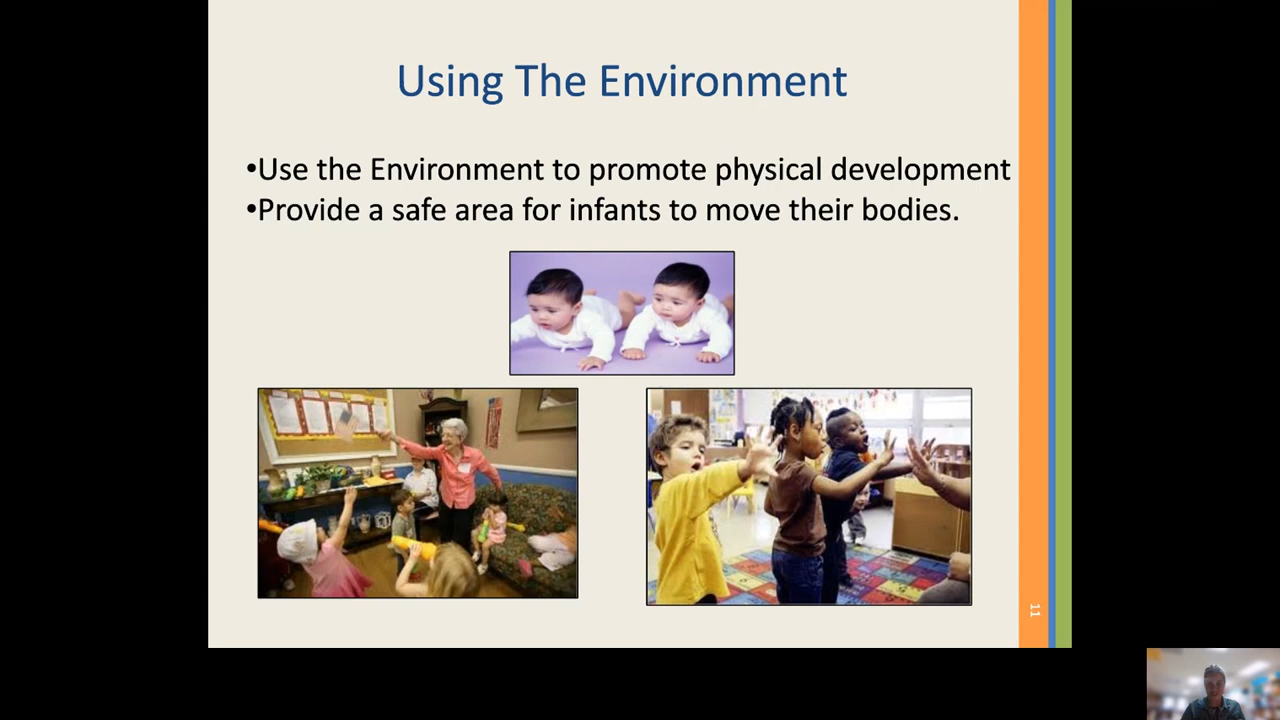 Using The Environment
•Use the Environment to promote physical development
•Provide a safe area for infants to move their bodies.
11